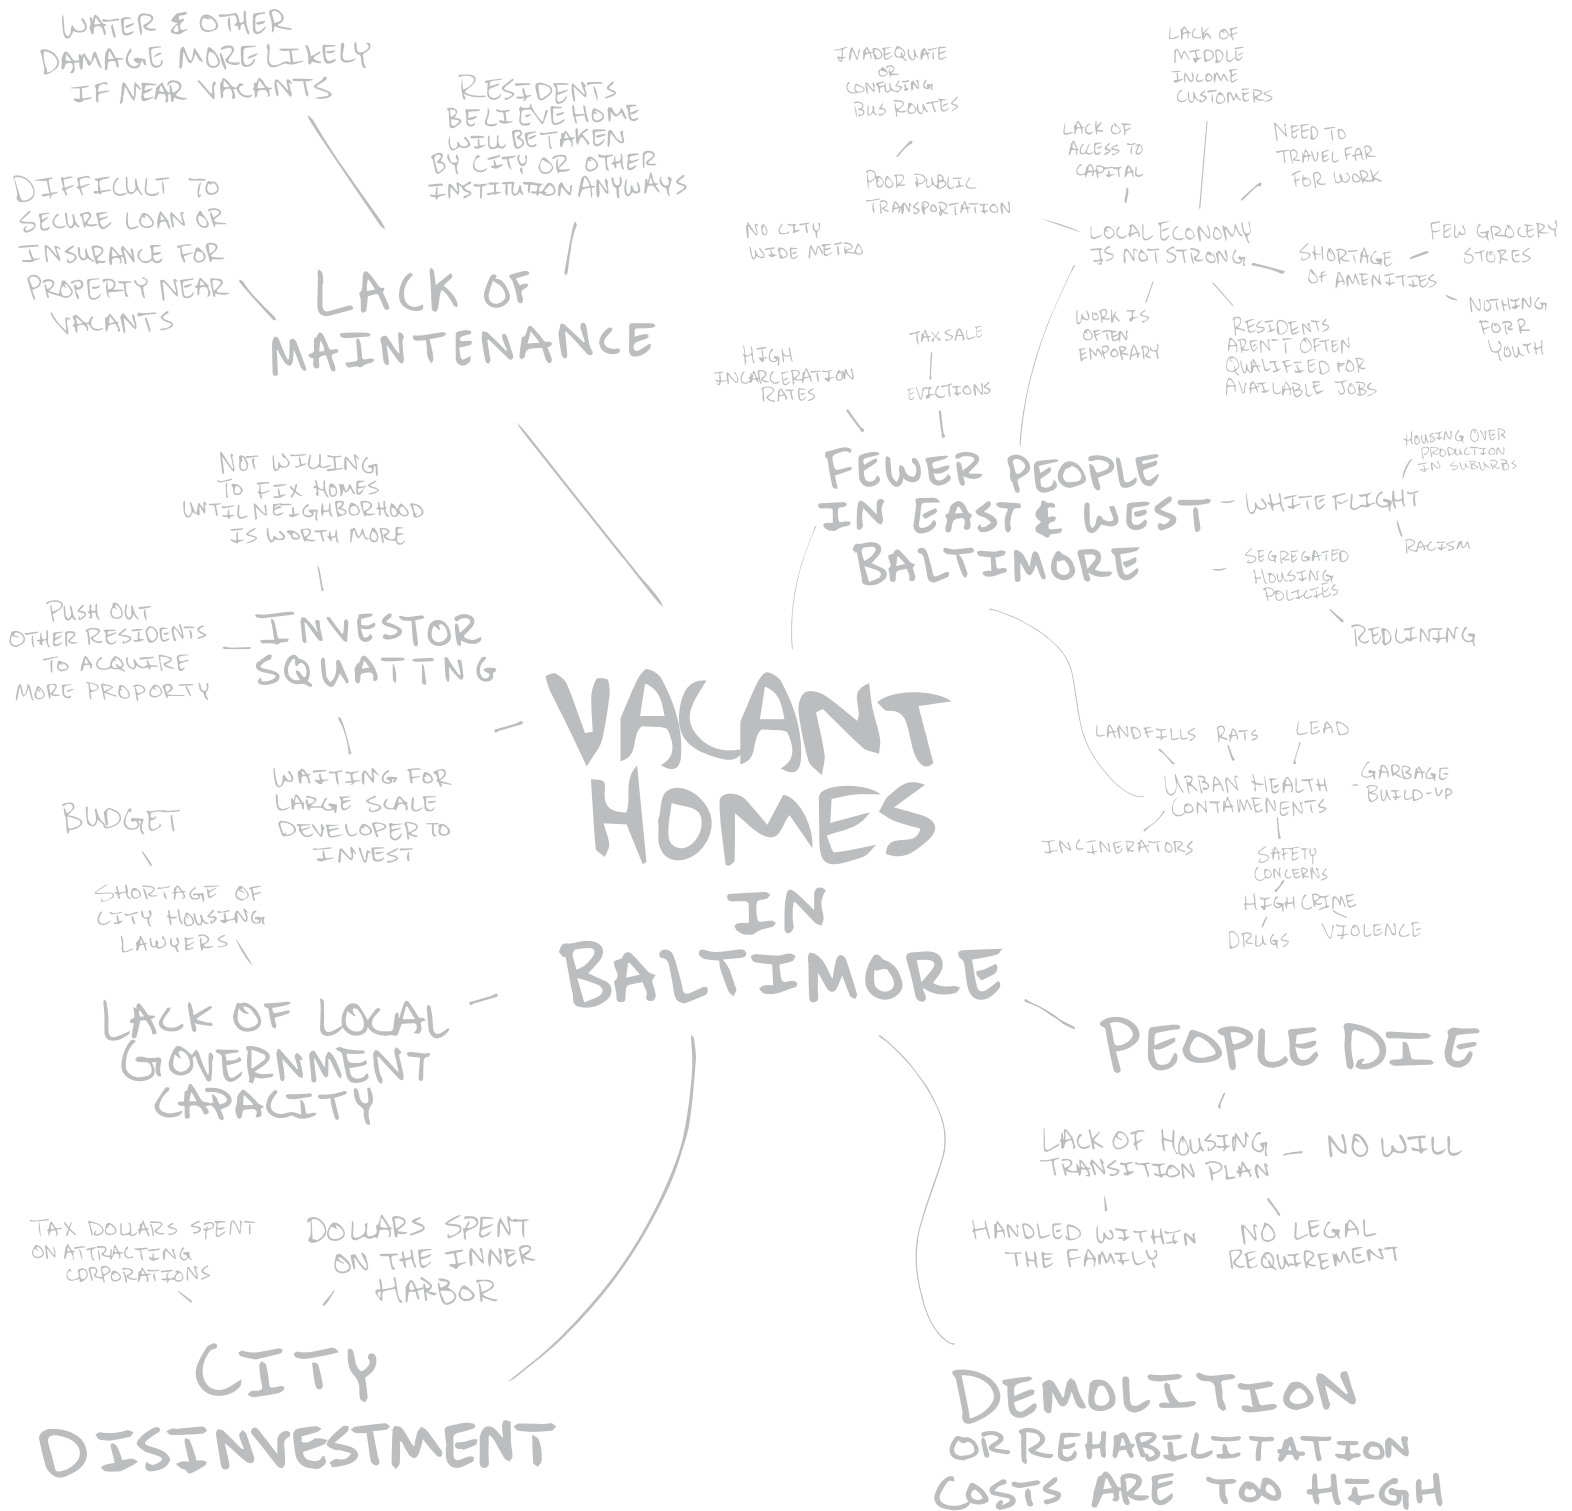 WATER & OTHER
DAMAGE MORE LIKELY
IF NEAR VACANTS
RESIDENTS
BELIEVE HOME
WILL BE TAKEN
BY CITY OR OTHER
INSTITUTION ANYWAYS
DIFFICULT TO
SECURE LOAN OR
INSURANCE FOR
PROPERTY NEAR
VACANTS
LACK OF
MAINTENANCE
INADEQUATE
OR
CONFUSING
BUS ROUTES
POOR PUBLIC
TRANSPORTATION
NO CITY
WIDE METRO
LACK OF
MIDDLE
INCOME
CUSTOMERS
LACK OF
ACCESS TO
CAPITAL
NEED TO
TRAVEL FAR
FOR WORK
LOCAL ECONOMY
IS NOT STRONG
SHORTAGE
OF AMENITIES
FEW GROCERY
STORES
NOTHING
FORR
YOUTH
WORK IS
OFTEN
EMPORARY
RESIDENTS
AREN'T OFTEN
QUALIFIED FOR
AVAILABLE JOBS
HIGH
INCARCERATION
RATES
TAX SALE
EVICTIONS
FEWER PEOPLE
IN EAST & WEST
BALTIMORE
HOUSING OVER
PRODUCTION
IN SUBURBS
WHITE FLIGHT
RACISM
SEGREGATED
HOUSING
POLICIES
REDLINING
NOT WILLING
TO FIX HOMES
UNTIL NEIGHBORHOOD
IS WORTH MORE
PUSH OUT
OTHER RESIDENTS
TO ACQUIRE
MORE PROPORTY
INVESTOR
SQUATTNG
WAITING FOR
LARGE SCALE
DEVELOPER TO
INVEST
VACANT
HOMES
IN
BALTIMORE
LANDFILLS
RATS
LEAD
URBAN HEALTH
CONTAMENENTS
GARBAGE
BUILD-UP
INCINERATORS
SAFETY
CONCERNS
HIGH CRIME
DRUGS
VIOLENCE
BUDGET
SHORTAGE OF
CITY HOUSING
LAWYERS
LACK OF LOCAL
GOVERNMENT
CAPACITY
PEOPLE DIE
LACK OF HOUSING
TRANSITION PLAN
NO WILL
HANDLED WITHIN
THE FAMILY
NO LEGAL
REQUIREMENT
TAX DOLLARS SPENT
ON ATTRACTING
CORPORATIONS
DOLLARS SPENT
ON THE INNER
HARBOR
CITY
DISINVESTMENT
DEMOLITION
OR REHABILITATION
COSTS ARE TOO HIGH